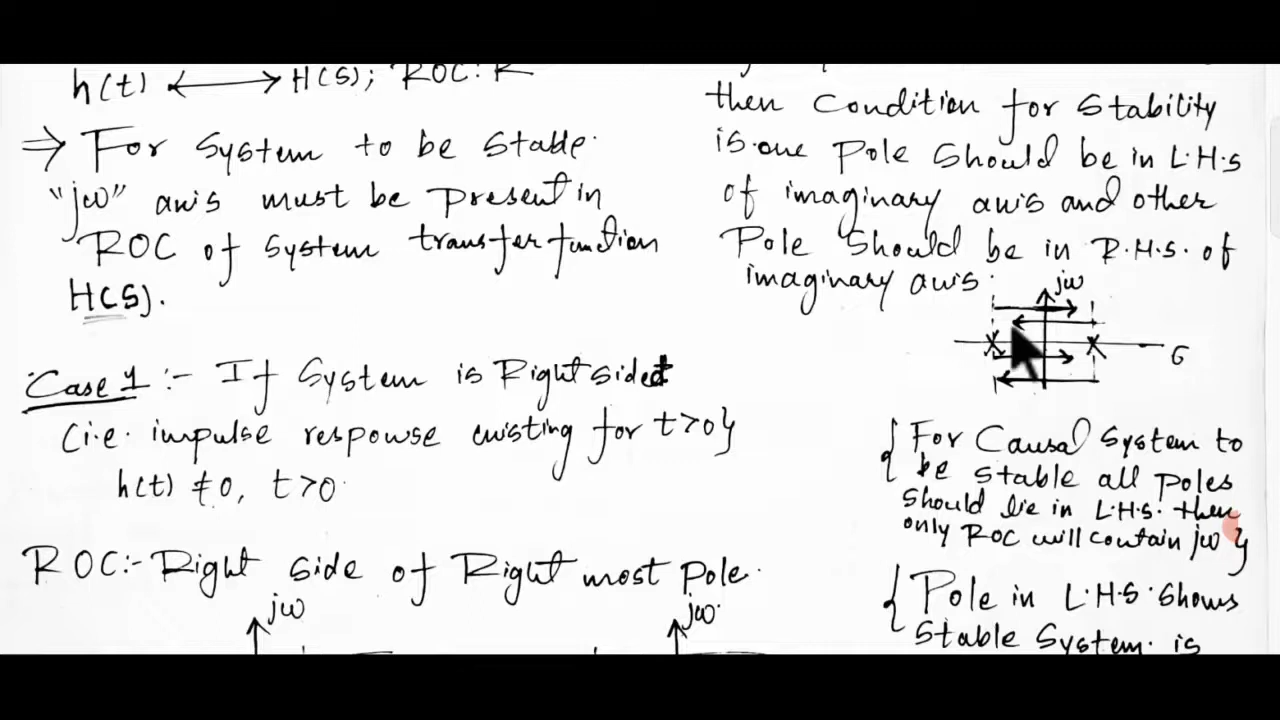 h(t) ⟷ H(S); ROC: R
⇒ For System to be Stable
"jω" axis must be Present in
ROC of System transfer function
H(S).
Case 1 :- If System is Right sided
(i.e. impulse response existing for t>0}
h(t) ≠0, t>0
ROC:- Right side of Right most Pole.
jω
jω
then Condition for Stability
is one Pole Should be in L.H.S
of imaginary axis and other
Pole Should be in R.H.S. of
imaginary axis.
jω
σ
{For Causal System to
be Stable all Poles
Should lie in L.H.S. then
only ROC will contain jω}
{Pole in L.H.S. Shows
Stable System. is